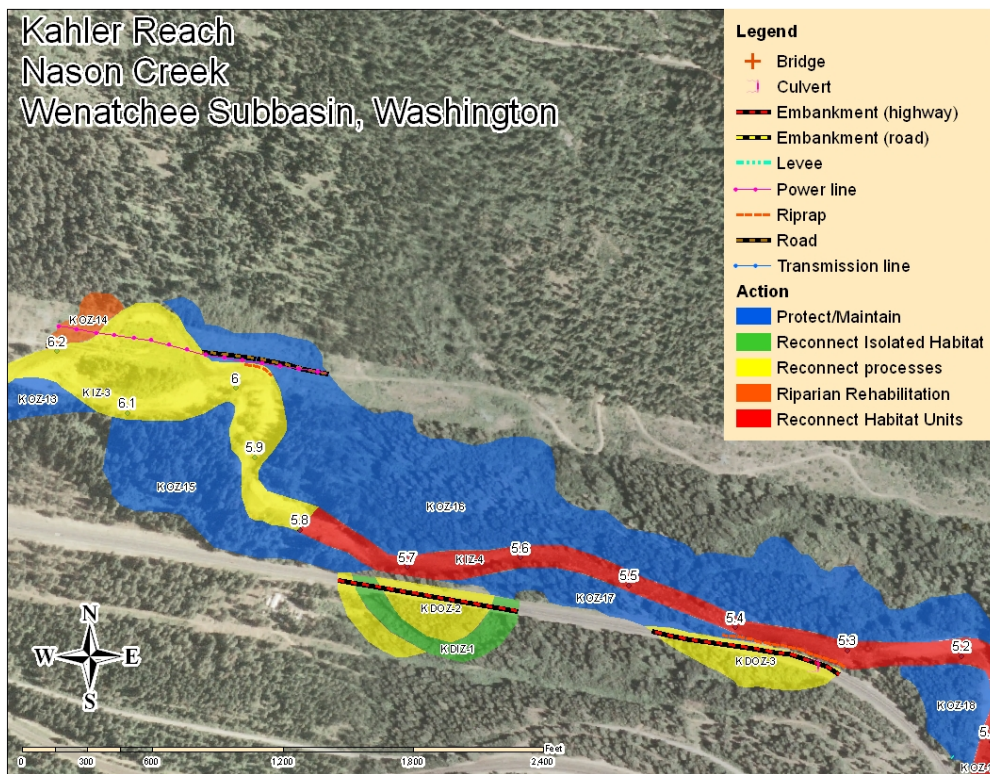 Kahler Reach
Nason Creek
Wenatchee Subbasin, Washington
Legend
Bridge
Culvert
Embankment (highway)
Embankment (road)
Levee
Power line
Riprap
Road
Transmission line
Action
Protect/Maintain
Reconnect Isolated Habitat
Reconnect processes
Riparian Rehabilitation
Reconnect Habitat Units
KOZ-14
6.2
6
KIZ-3
KOZ-13
6.1
5.9
KOZ-15
KOZ-16
5.8
5.7
KIZ-4
5.6
5.5
KOZ-17
5.4
KDOZ-2
5.3
5.2
KDIZ-1
KDOZ-3
KOZ-18
N
W E
S
0 300 600 1,200 1,800 2,400
Feet